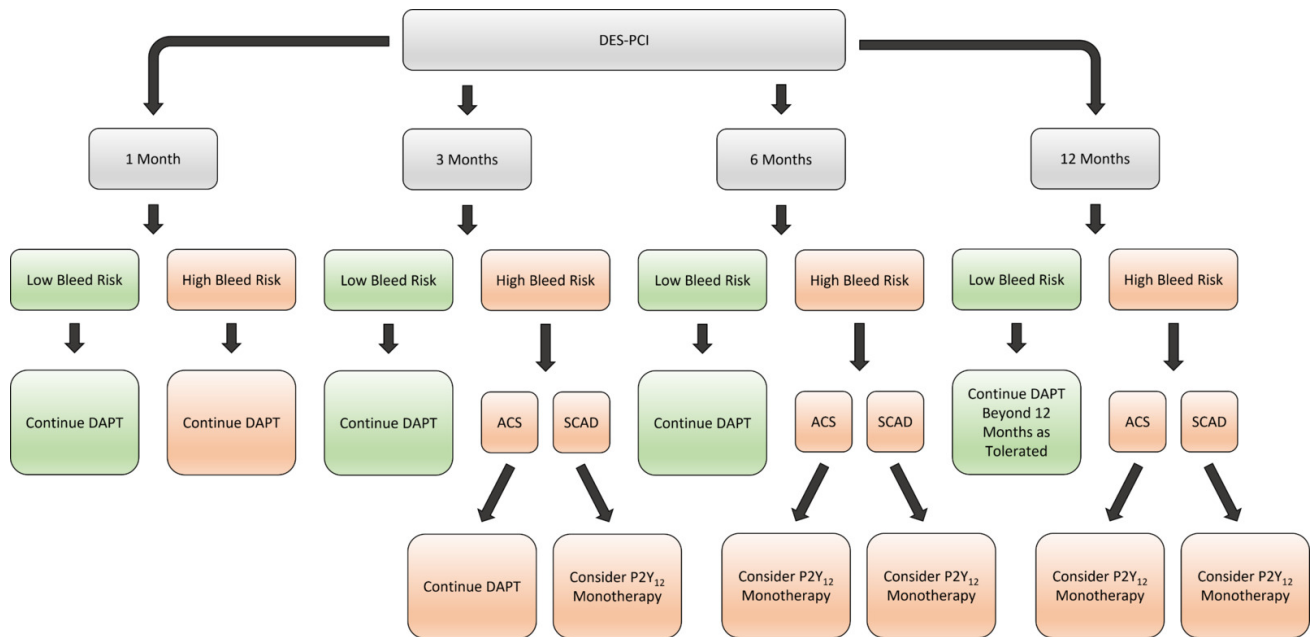 DES-PCI
1 Month
3 Months
6 Months
12 Months
Low Bleed Risk
High Bleed Risk
Low Bleed Risk
High Bleed Risk
Low Bleed Risk
High Bleed Risk
Low Bleed Risk
High Bleed Risk
Continue DAPT
Continue DAPT
Continue DAPT
ACS
SCAD
Continue DAPT
ACS
SCAD
Continue DAPT
Beyond 12
Months as
Tolerated
ACS
SCAD
Continue DAPT
Consider P2Y₁₂
Monotherapy
Consider P2Y₁₂
Monotherapy
Consider P2Y₁₂
Monotherapy
Consider P2Y₁₂
Monotherapy
Consider P2Y₁₂
Monotherapy